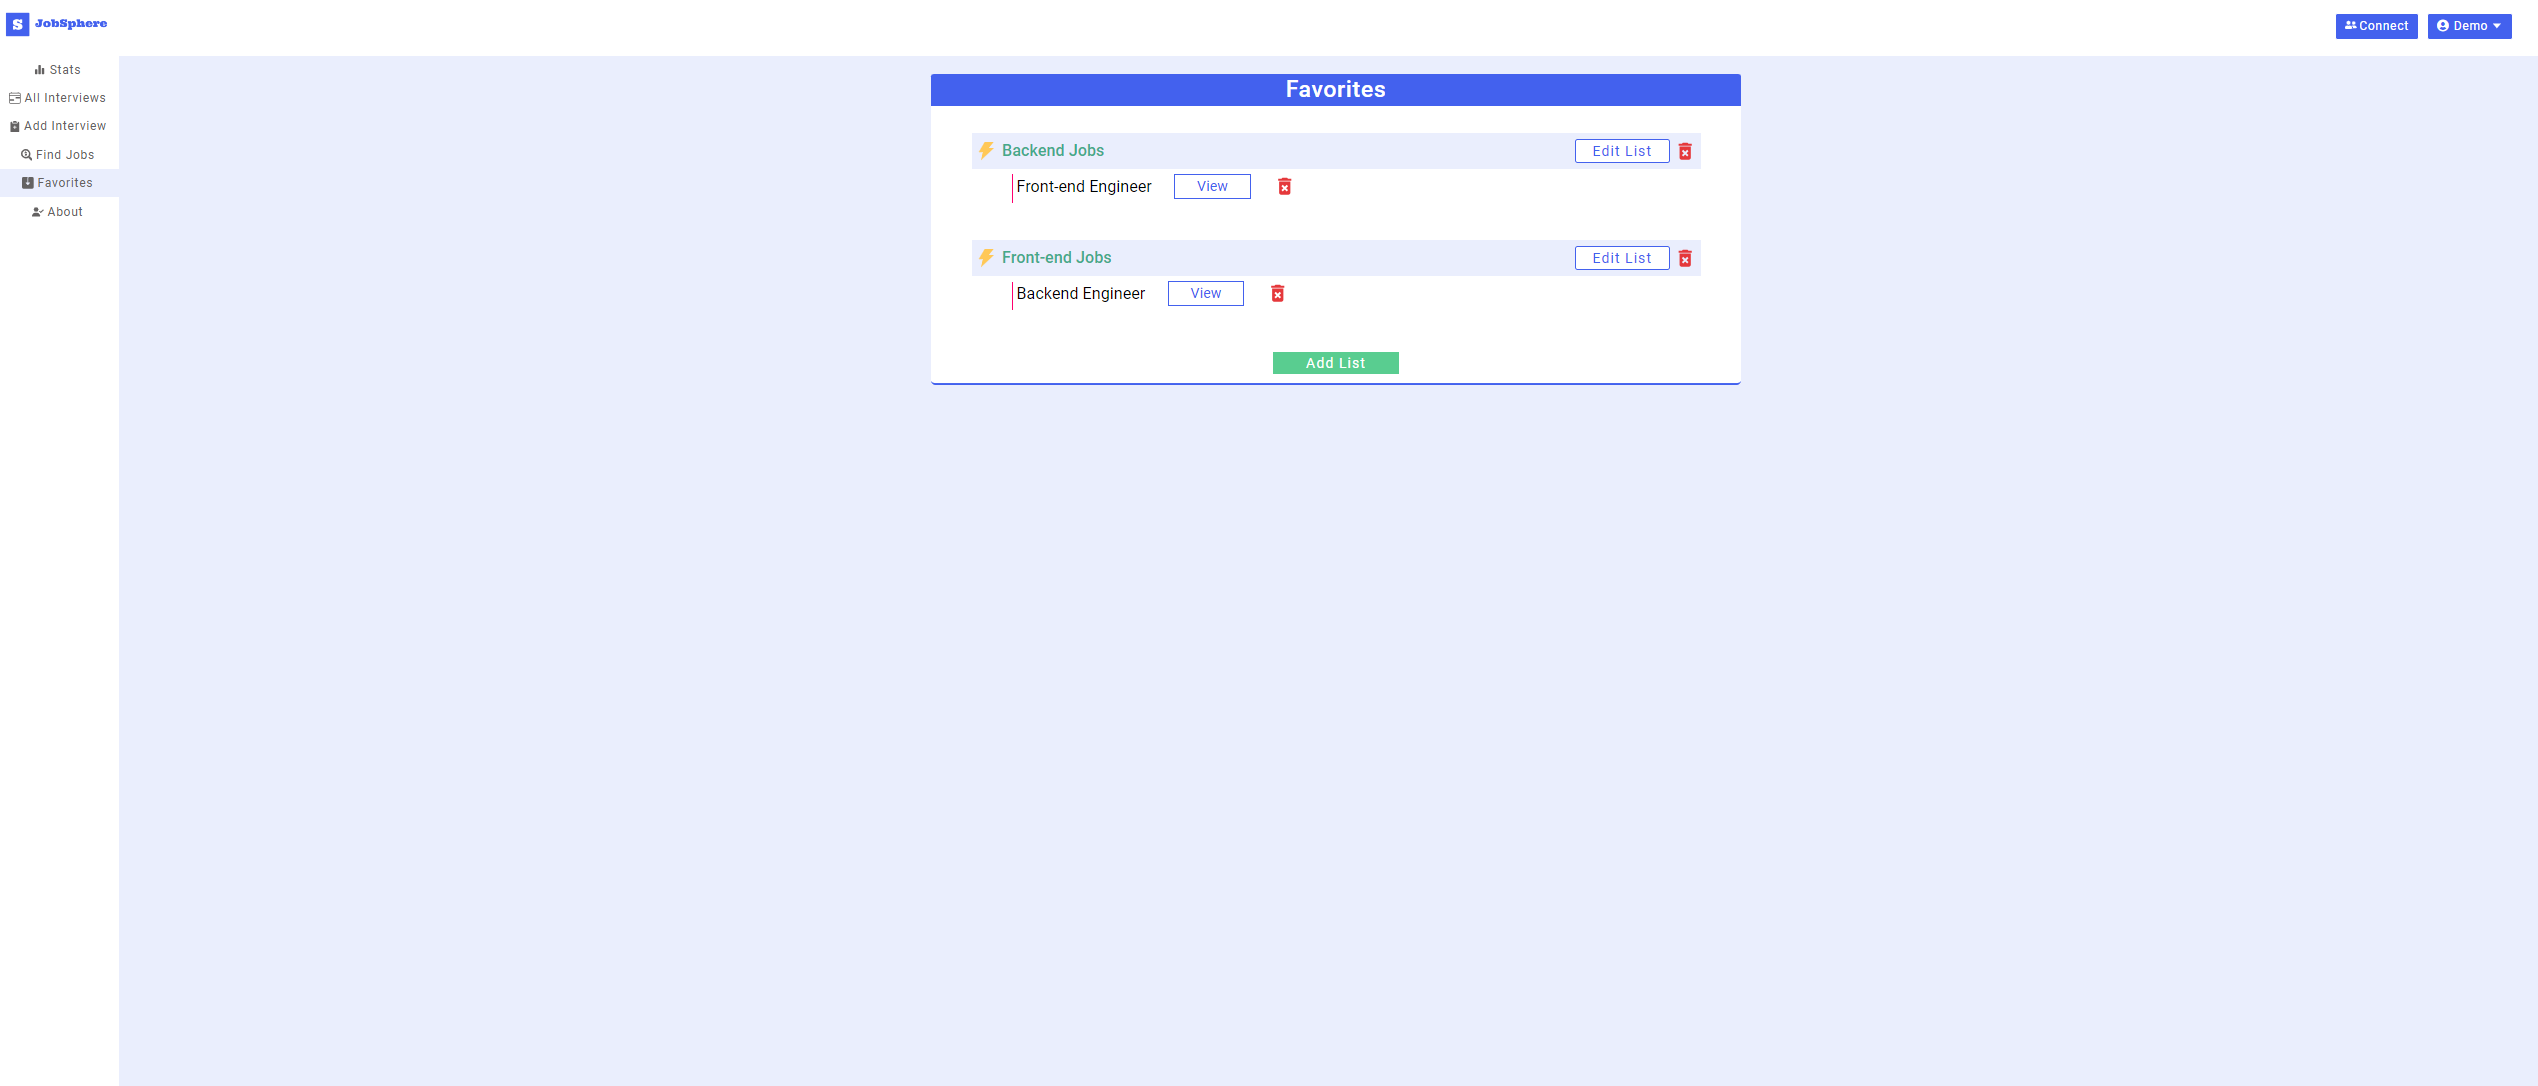 S JobSphere
Connect
Demo
Stats
All Interviews
Add Interview
Find Jobs
Favorites
About
Favorites
Backend Jobs Edit List
Front-end Engineer View
Front-end Jobs Edit List
Backend Engineer View
Add List